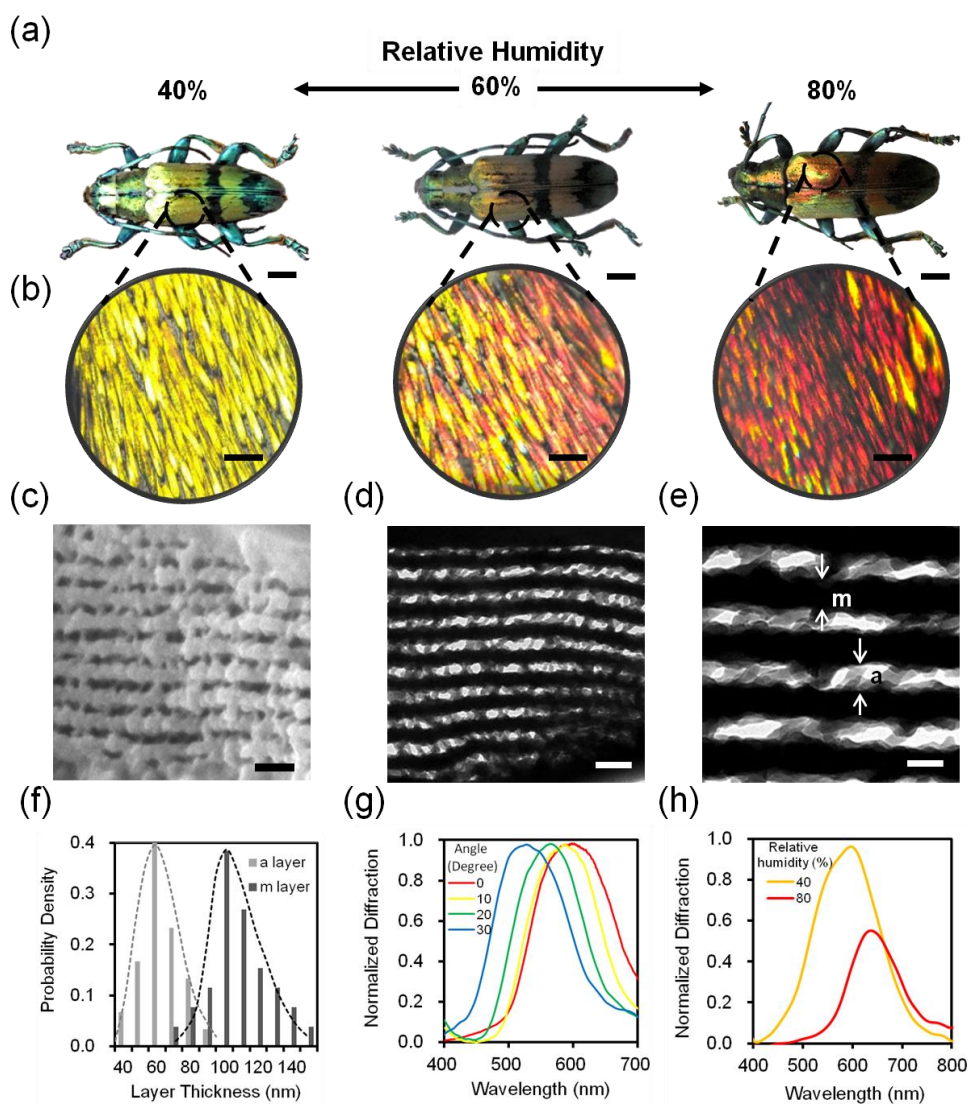 (a)
Relative Humidity
40%
60%
80%
(b)
(c)
(d)
(e)
m
a
(f)
(g)
(h)
Probability Density
0.4
0.3
0.2
0.1
0.0
a layer
m layer
40 60 80 100 120 140
Layer Thickness (nm)
Normalized Diffraction
1.0
0.8
0.6
0.4
0.2
0.0
Angle
(Degree)
0
10
20
30
400 500 600 700
Wavelength (nm)
Normalized Diffraction
1.0
0.8
0.6
0.4
0.2
0.0
Relative
humidity (%)
40
80
400 500 600 700 800
Wavelength (nm)